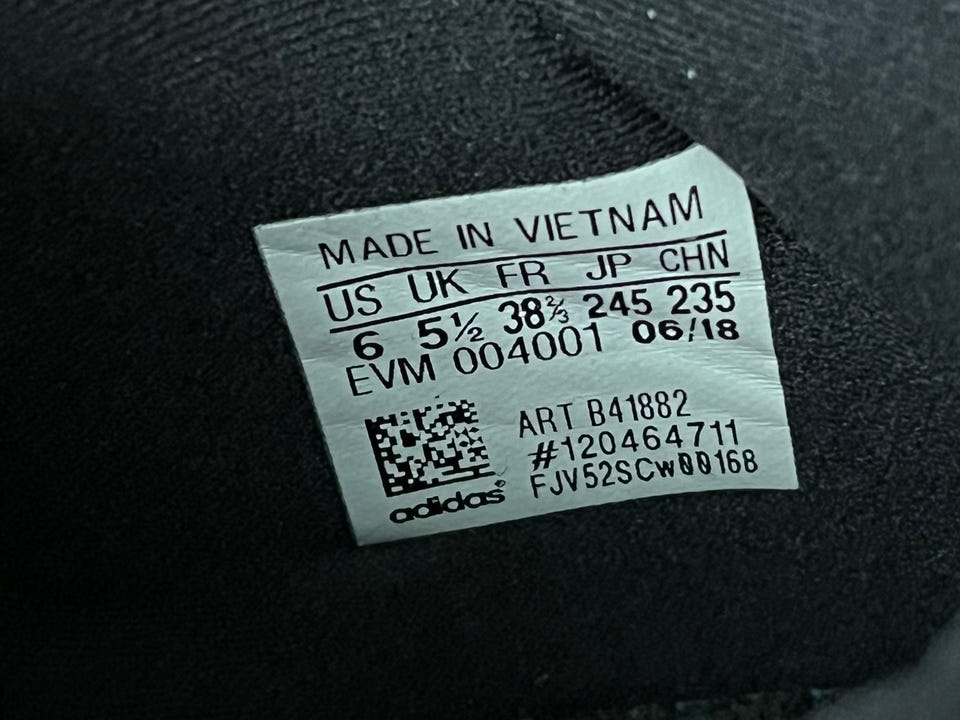 MADE IN VIETNAM
US UK FR JP CHN
6 5½ 38⅔ 245 235
EVM 004001 06/18
ART B41882
#120464711
FJV52SCw00168
adidas